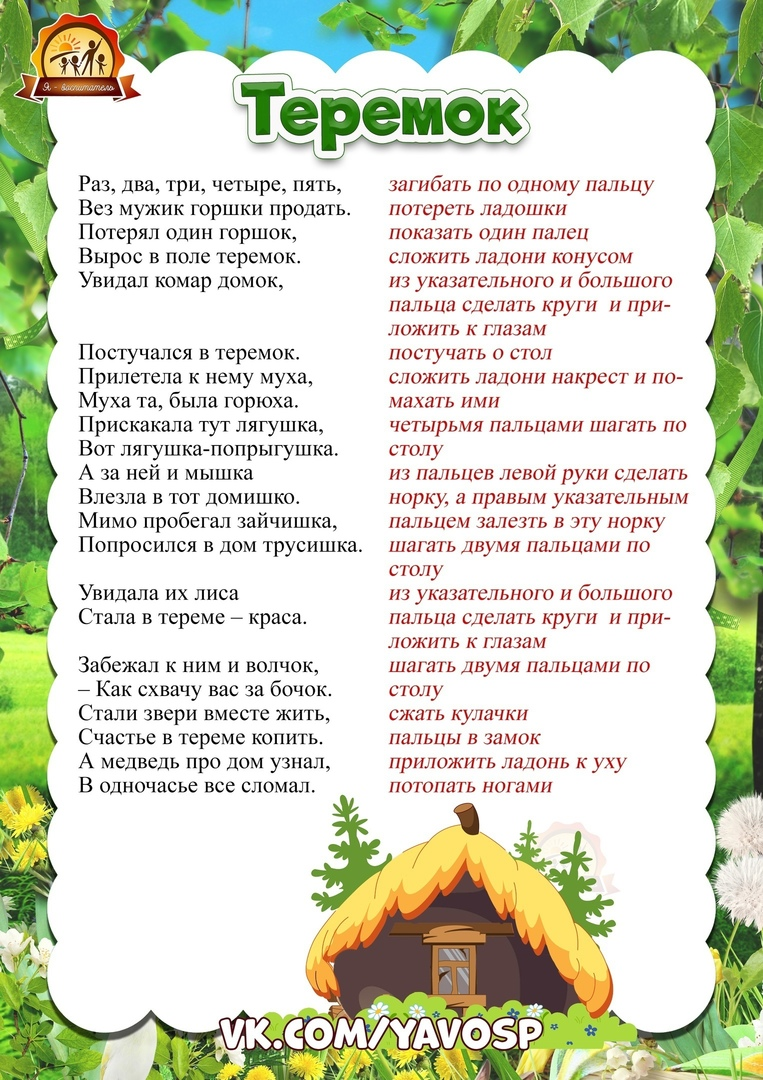 Я - воспитатель
Теремок
Раз, два, три, четыре, пять, загибать по одному пальцу
Вез мужик горшки продать. потереть ладошки
Потерял один горшок, показать один палец
Вырос в поле теремок. сложить ладони конусом
Увидал комар домок, из указательного и большого
пальца сделать круги и при-
ложить к глазам
Постучался в теремок. постучать о стол
Прилетела к нему муха, сложить ладони накрест и по-
Муха та, была горюха. махать ими
Прискакала тут лягушка, четырьмя пальцами шагать по
Вот лягушка-попрыгушка. столу
А за ней и мышка из пальцев левой руки сделать
Влезла в тот домишко. норку, а правым указательным
Мимо пробегал зайчишка, пальцем залезть в эту норку
Попросился в дом трусишка. шагать двумя пальцами по
столу
Увидала их лиса из указательного и большого
Стала в тереме – краса. пальца сделать круги и при-
ложить к глазам
Забежал к ним и волчок, шагать двумя пальцами по
– Как схвачу вас за бочок. столу
Стали звери вместе жить, сжать кулачки
Счастье в тереме копить. пальцы в замок
А медведь про дом узнал, приложить ладонь к уху
В одночасье все сломал. потопать ногами
VK.COM/YAVOSP